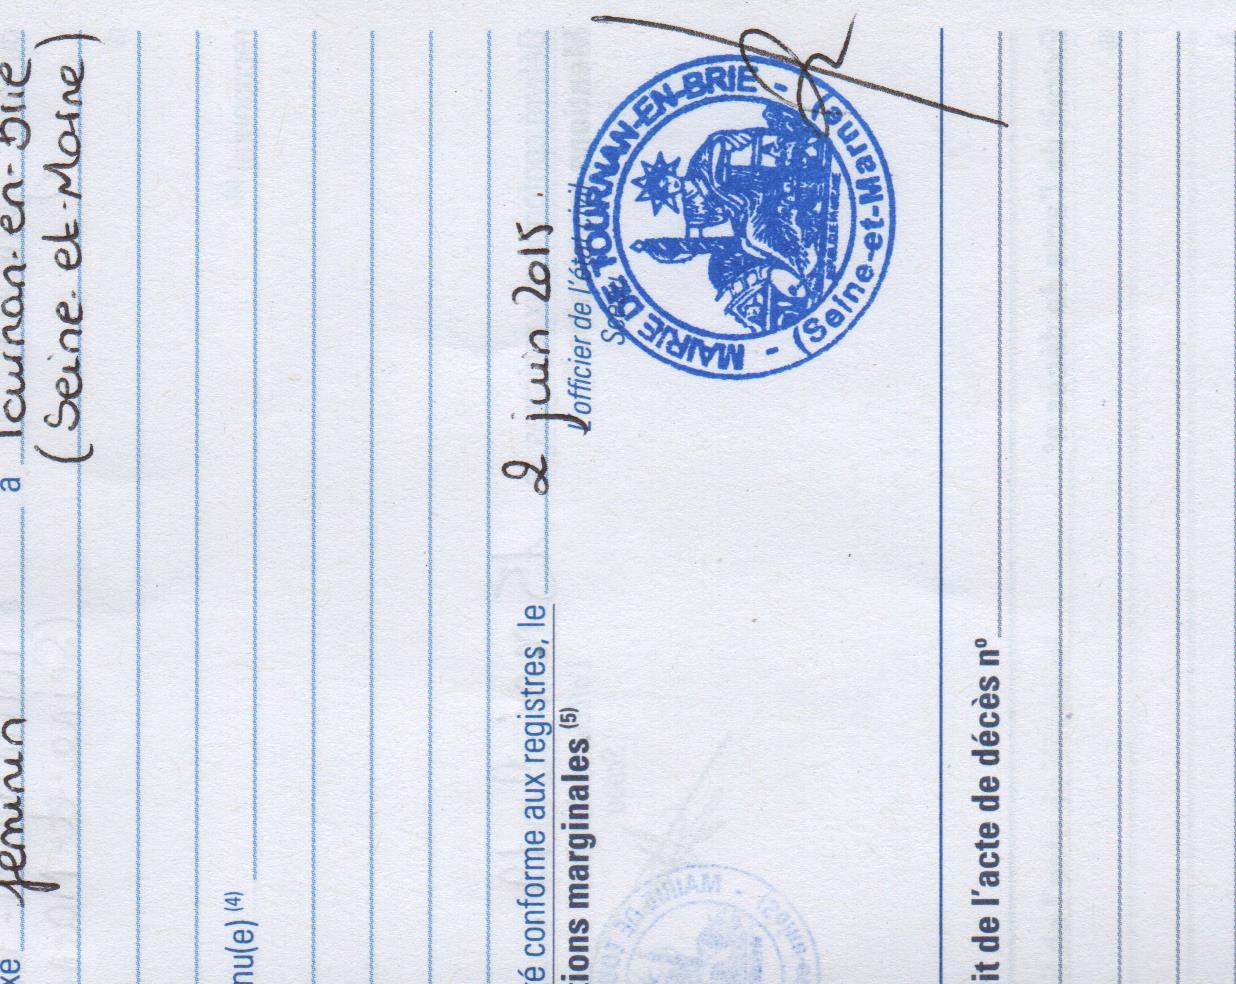 xe féminin à Tournan-en-Brie
(Seine-et-Marne)
nu(e) (4)
ré conforme aux registres, le 2 juin 2015.
tions marginales (5)
L'officier de l'état civil
MAIRIE DE TOURNAN-EN-BRIE - (Seine-et-Marne) -
it de l'acte de décès nº